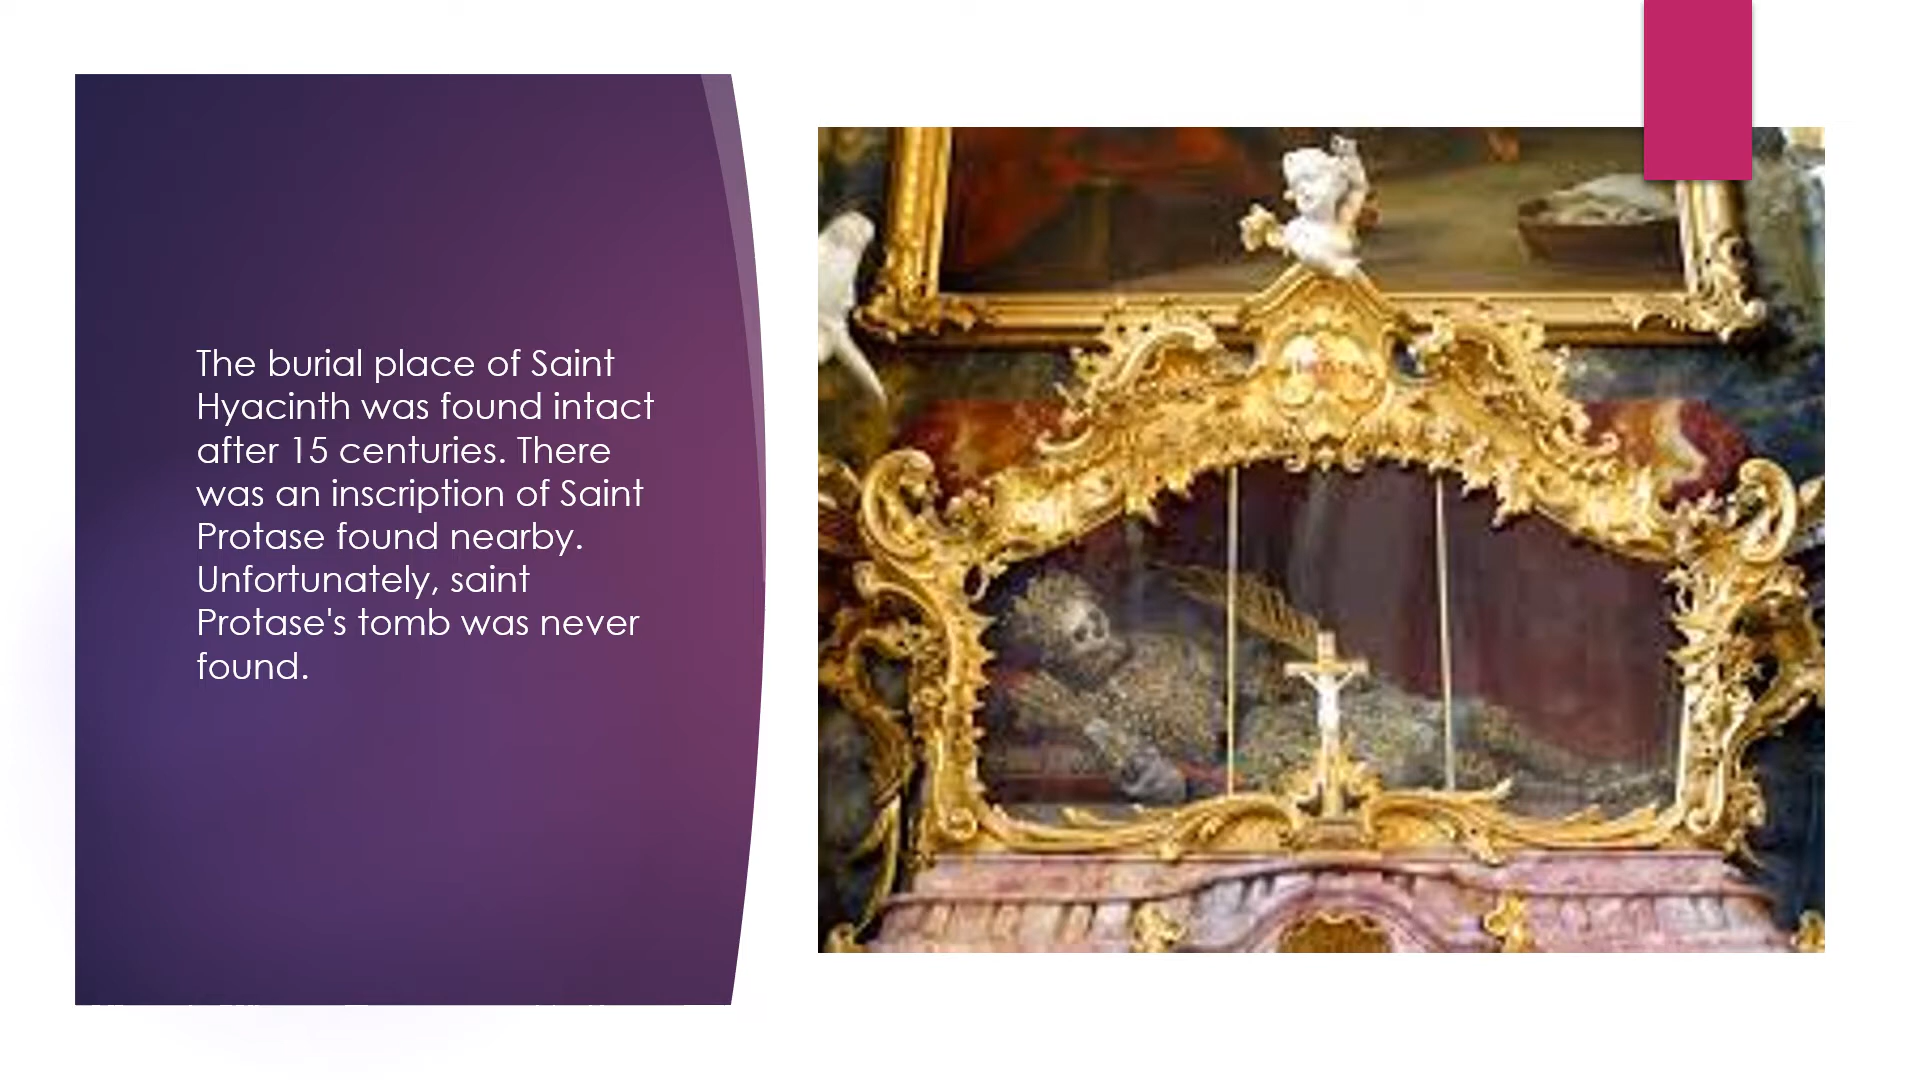 The burial place of Saint
Hyacinth was found intact
after 15 centuries. There
was an inscription of Saint
Protase found nearby.
Unfortunately, saint
Protase's tomb was never
found.